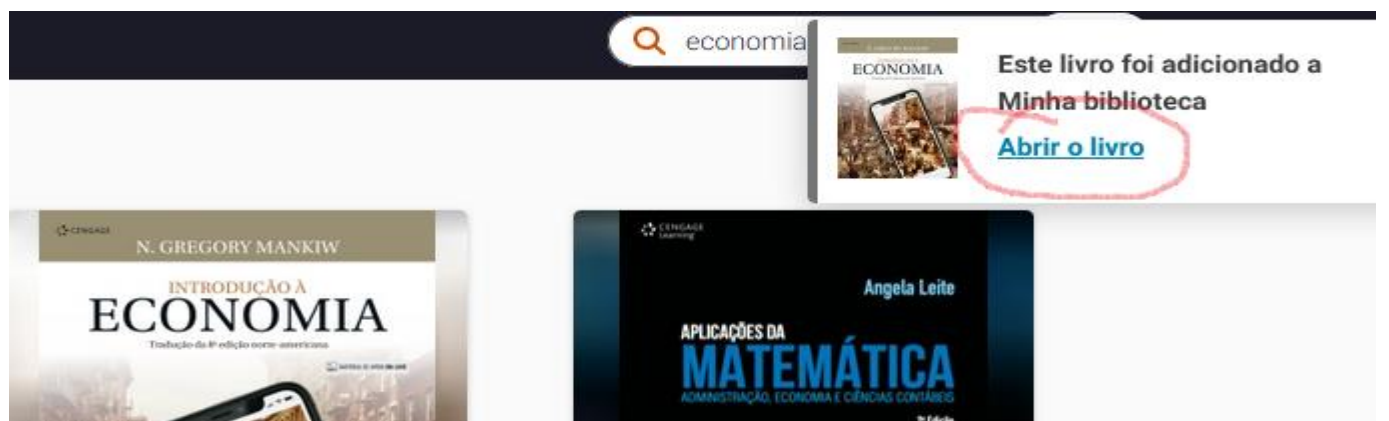 economia
ECONOMIA
Este livro foi adicionado a
Minha biblioteca
Abrir o livro
CENGAGE
N. GREGORY MANKIW
INTRODUÇÃO À
ECONOMIA
Tradução da 8ª edição norte-americana
CENGAGE
Learning
Angela Leite
APLICAÇÕES DA
MATEMÁTICA
ADMINISTRAÇÃO, ECONOMIA E CIÊNCIAS CONTÁBEIS